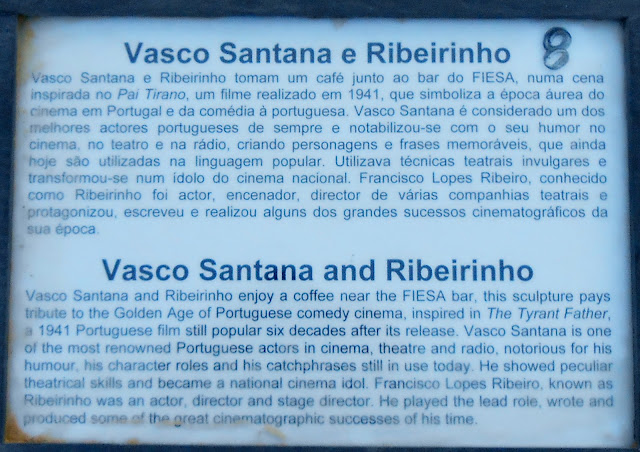 Vasco Santana e Ribeirinho 8
Vasco Santana e Ribeirinho tomam um café junto ao bar do FIESA, numa cena
inspirada no Pai Tirano, um filme realizado em 1941, que simboliza a época áurea do
cinema em Portugal e da comédia à portuguesa. Vasco Santana é considerado um dos
melhores actores portugueses de sempre e notabilizou-se com o seu humor no
cinema, no teatro e na rádio, criando personagens e frases memoráveis, que ainda
hoje são utilizadas na linguagem popular. Utilizava técnicas teatrais invulgares e
transformou-se num ídolo do cinema nacional. Francisco Lopes Ribeiro, conhecido
como Ribeirinho foi actor, encenador, director de várias companhias teatrais e
protagonizou, escreveu e realizou alguns dos grandes sucessos cinematográficos da
sua época.
Vasco Santana and Ribeirinho
Vasco Santana and Ribeirinho enjoy a coffee near the FIESA bar, this sculpture pays
tribute to the Golden Age of Portuguese comedy cinema, inspired in The Tyrant Father,
a 1941 Portuguese film still popular six decades after its release. Vasco Santana is one
of the most renowned Portuguese actors in cinema, theatre and radio, notorious for his
humour, his character roles and his catchphrases still in use today. He showed peculiar
theatrical skills and became a national cinema idol. Francisco Lopes Ribeiro, known as
Ribeirinho was an actor, director and stage director. He played the lead role, wrote and
produced some of the great cinematographic successes of his time.